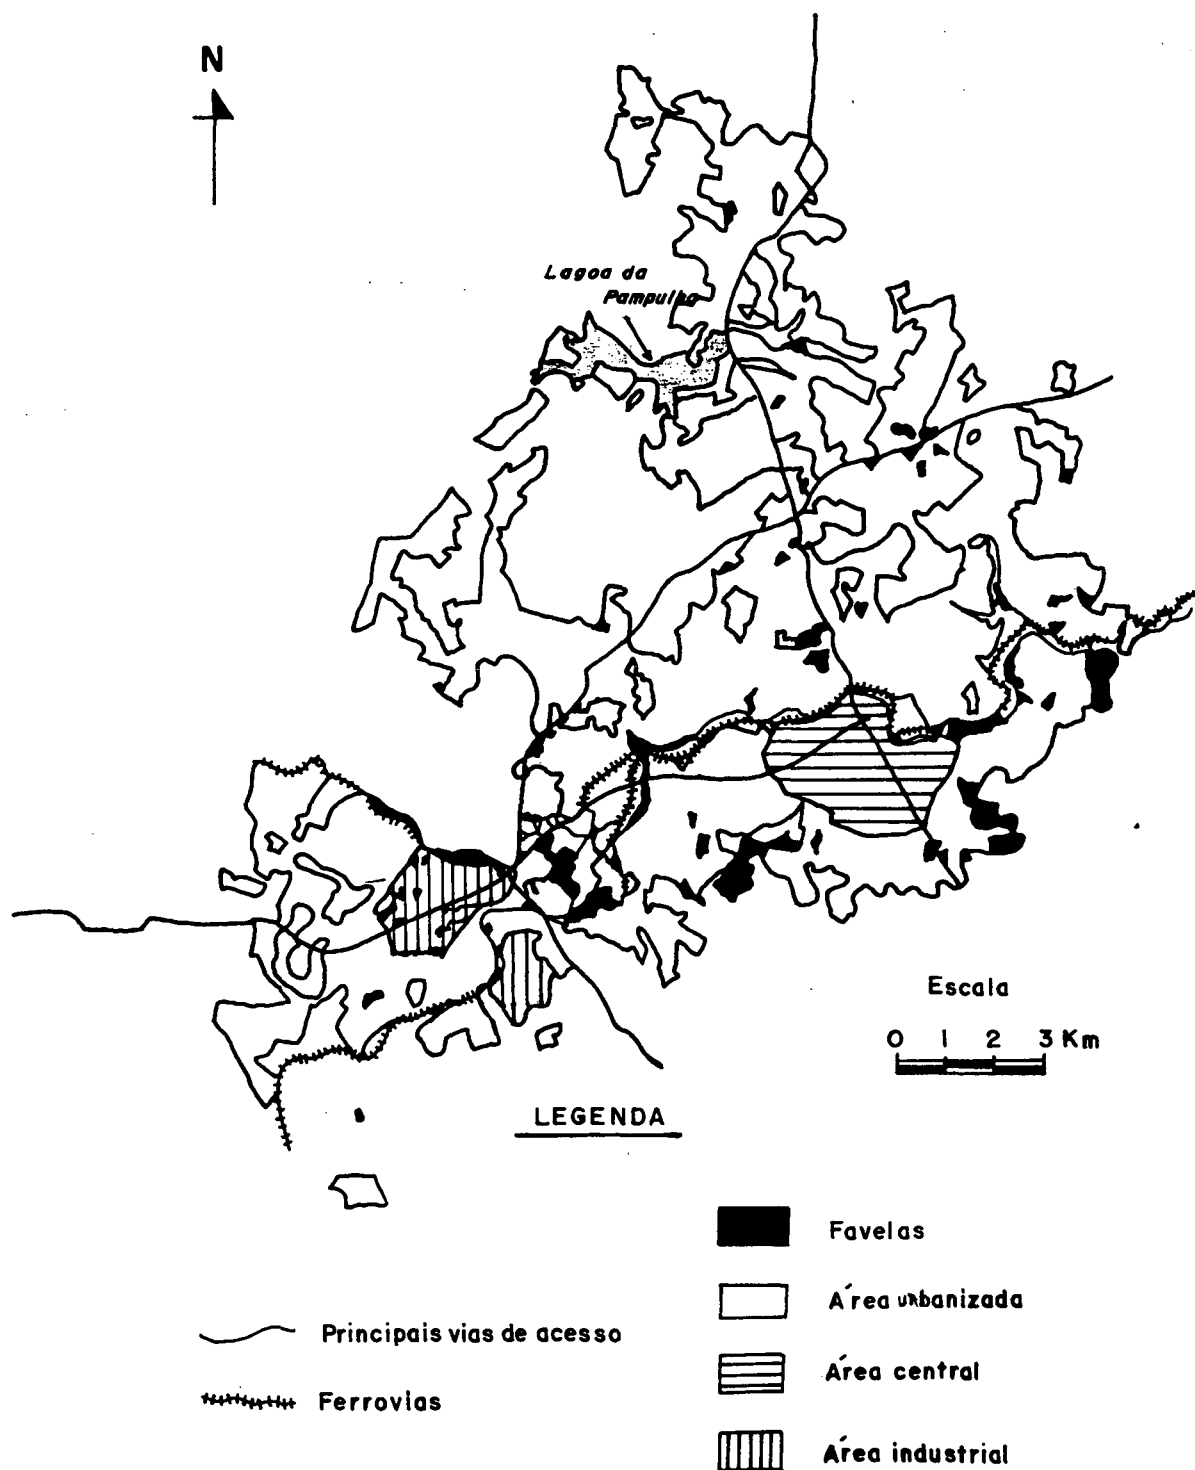 N
Lagoa da
Pampulha
Escala
0 1 2 3 Km
LEGENDA
Favelas
Área urbanizada
Principais vias de acesso
Área central
Ferrovias
Área industrial